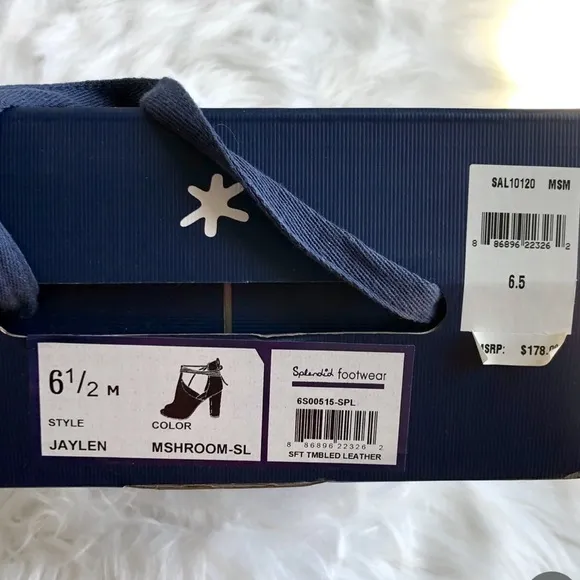 SAL10120 MSM
8 86896 22326 2
6.5
MSRP: $178.00
6 1/2 M
STYLE COLOR
JAYLEN MSHROOM-SL
Splendid footwear
6S00515-SPL
8 86896 22326 2
SFT TMBLED LEATHER